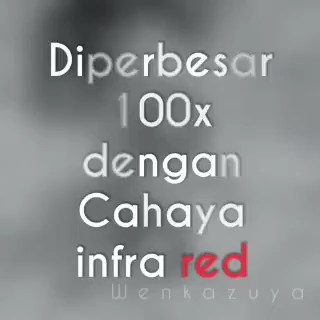 Diperbesar
100x
dengan
Cahaya
infra red
Wenkazuya